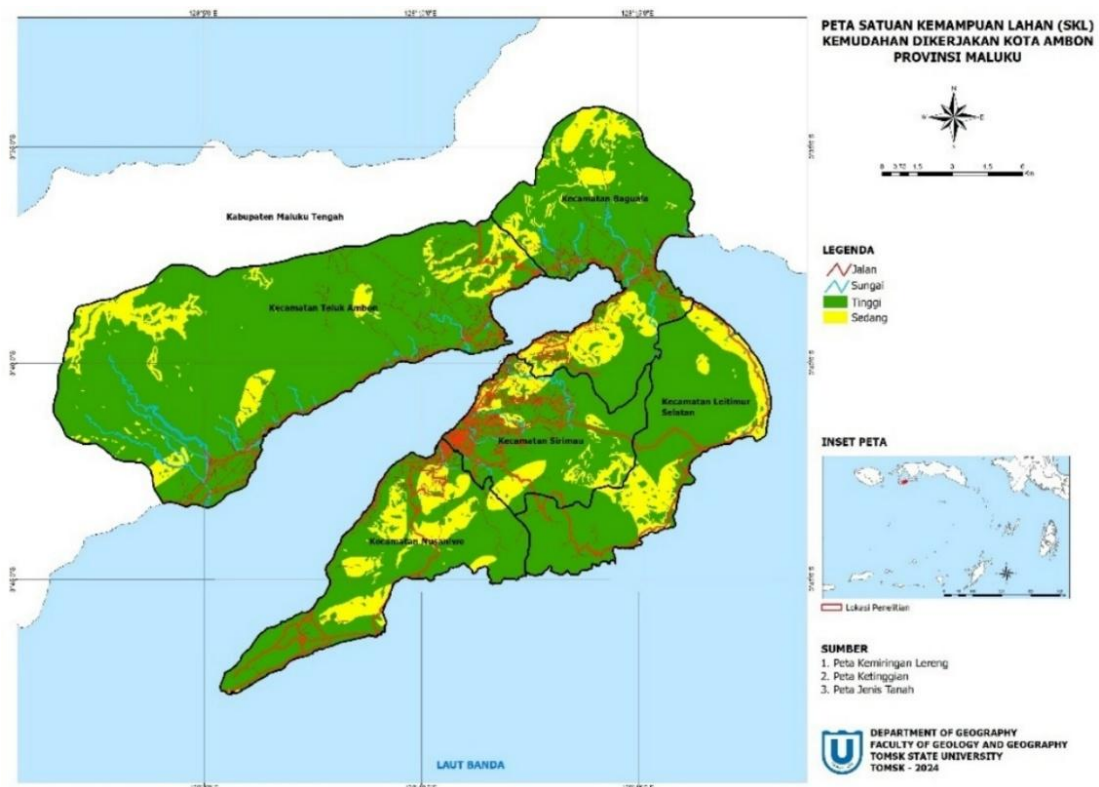 PETA SATUAN KEMAMPUAN LAHAN (SKL)
KEMUDAHAN DIKERJAKAN KOTA AMBON
PROVINSI MALUKU
N
E
S
Kabupaten Maluku Tengah
Kecamatan Baguala
Kecamatan Teluk Ambon
Kecamatan Leitimur
Selatan
Kecamatan Sirimau
Kecamatan Nusaniwe
LAUT BANDA
LEGENDA
Jalan
Sungai
Tinggi
Sedang
INSET PETA
Lokasi Penelitian
SUMBER
1. Peta Kemiringan Lereng
2. Peta Ketinggian
3. Peta Jenis Tanah
DEPARTMENT OF GEOGRAPHY
FACULTY OF GEOLOGY AND GEOGRAPHY
TOMSK STATE UNIVERSITY
TOMSK - 2024